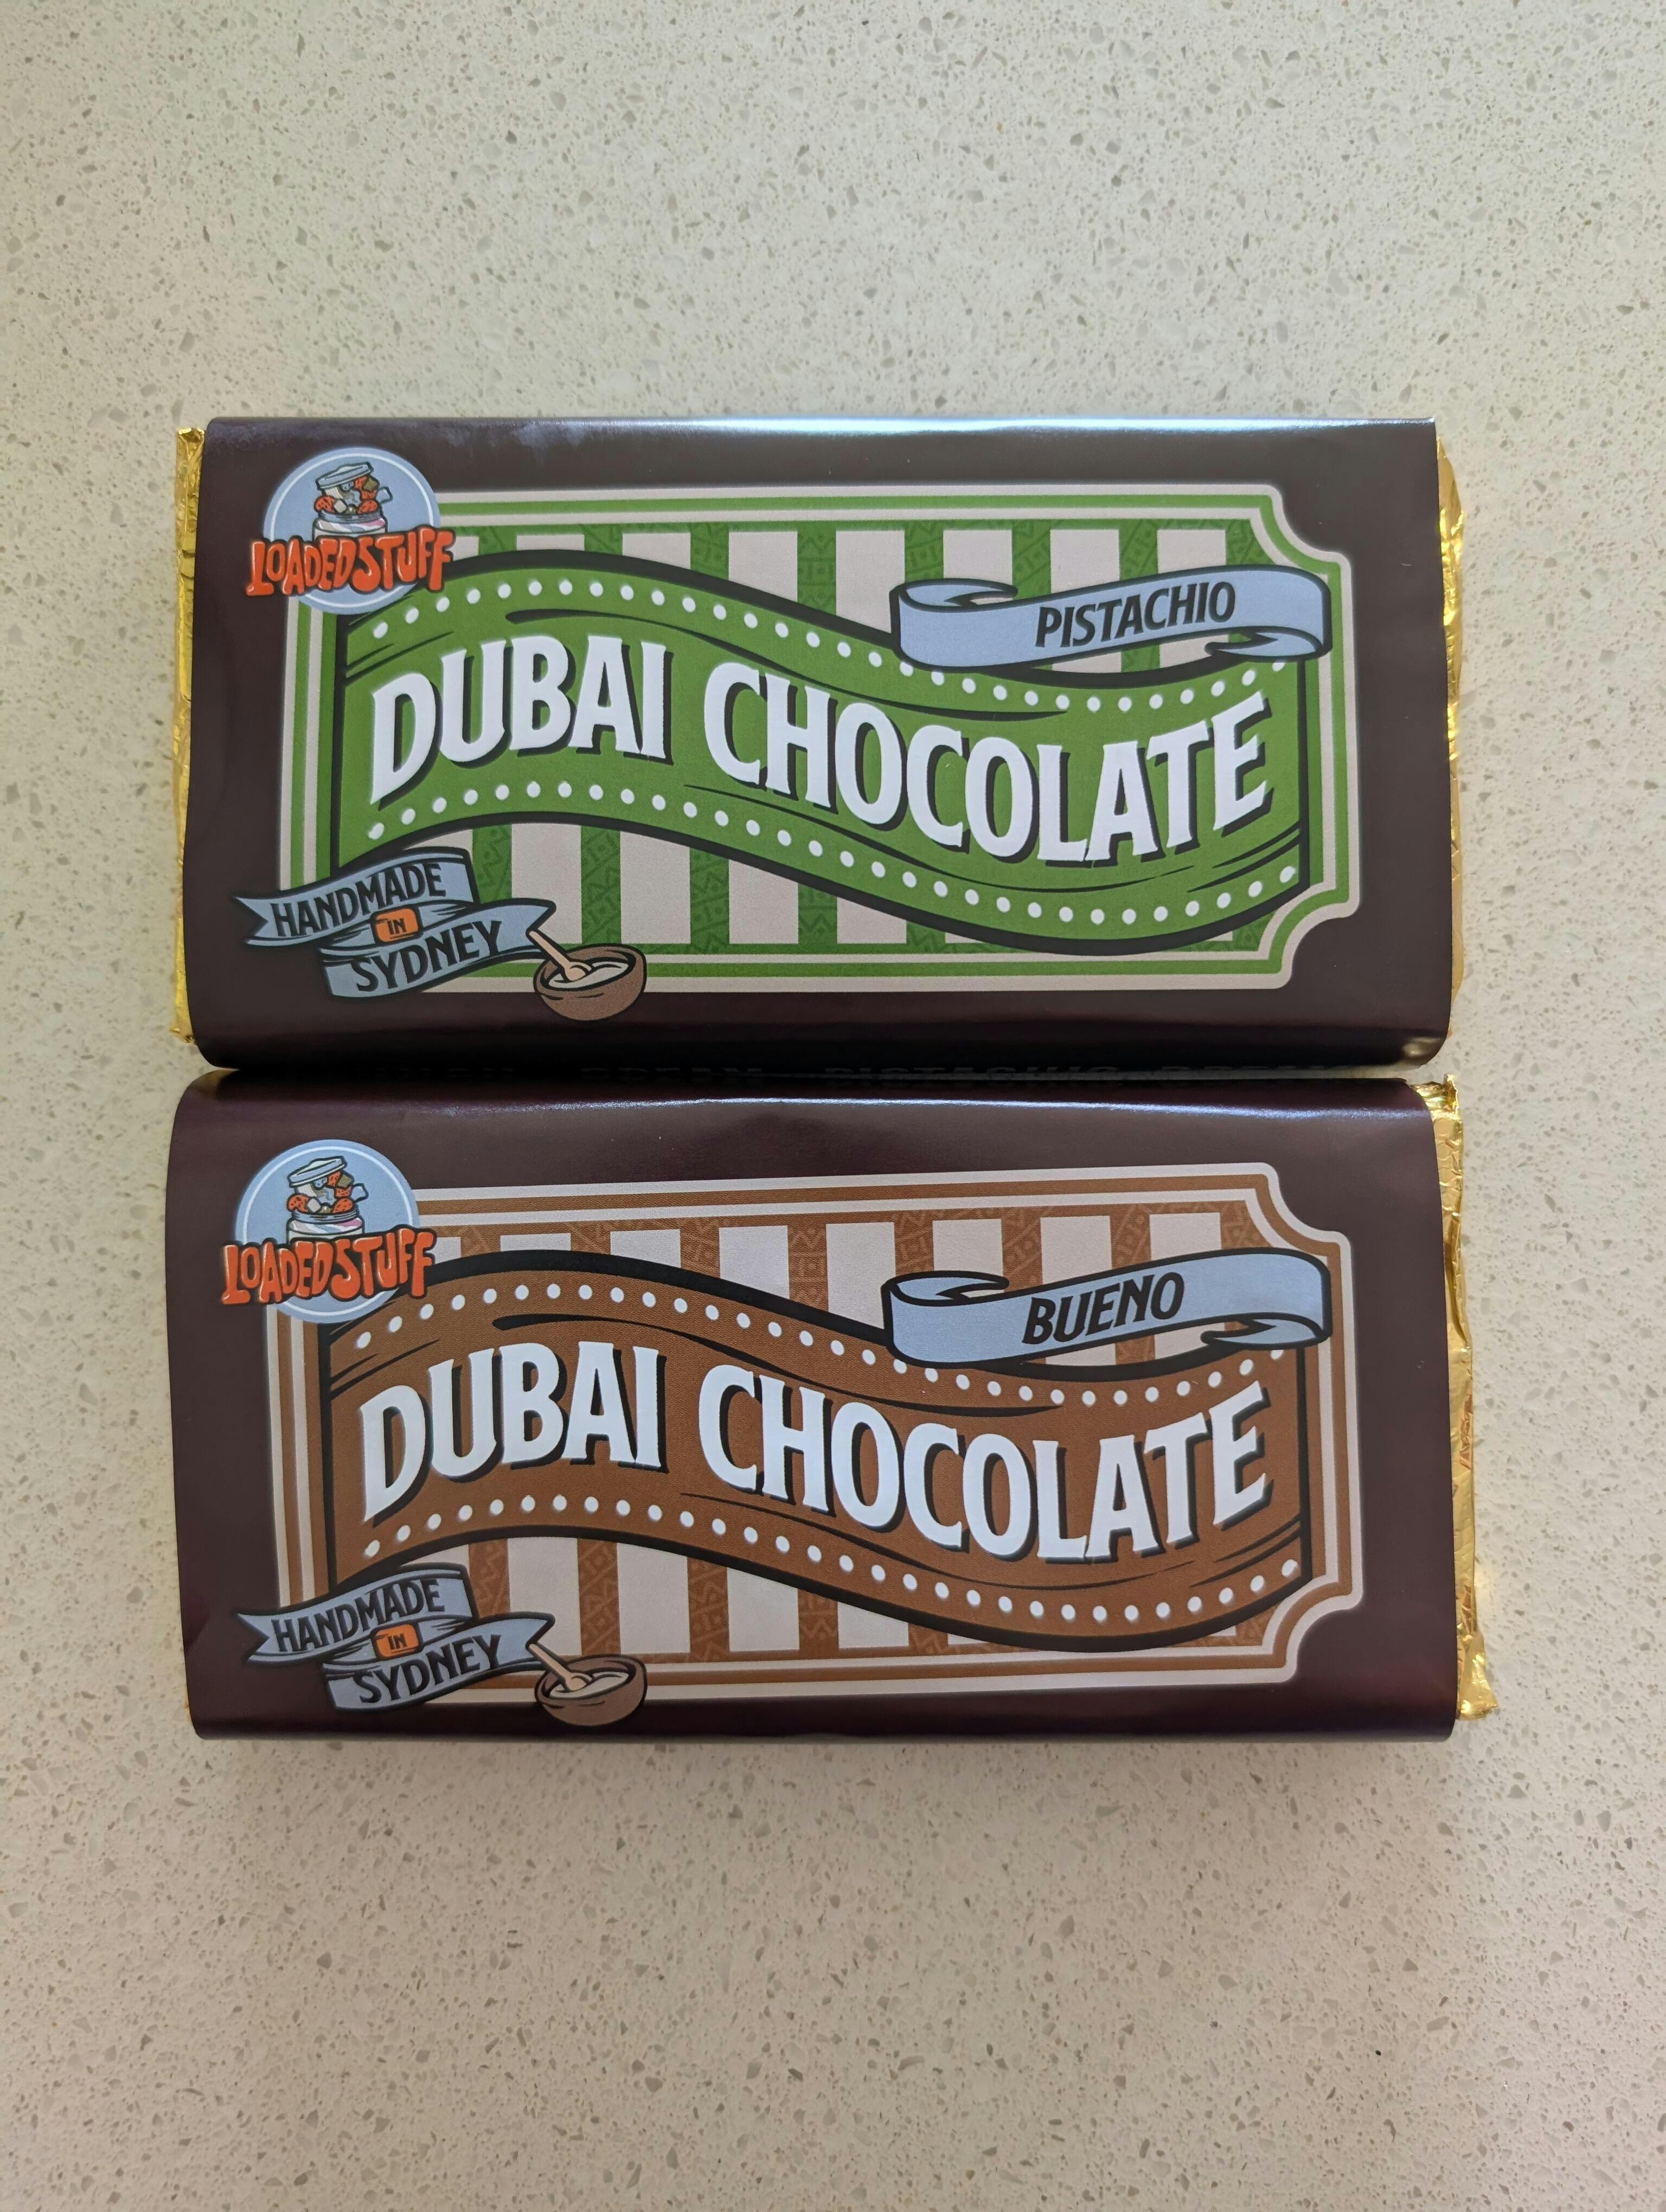 LOADEDSTUFF
PISTACHIO
DUBAI CHOCOLATE
HANDMADE
IN
SYDNEY
LOADEDSTUFF
BUENO
DUBAI CHOCOLATE
HANDMADE
IN
SYDNEY